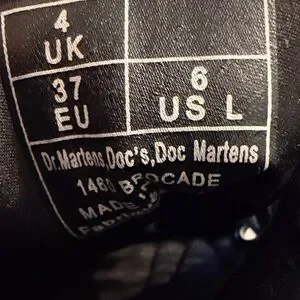 4
UK
37
EU
6
US L
Dr.Martens,Doc's,Doc Martens
1460 BROCADE
MADE